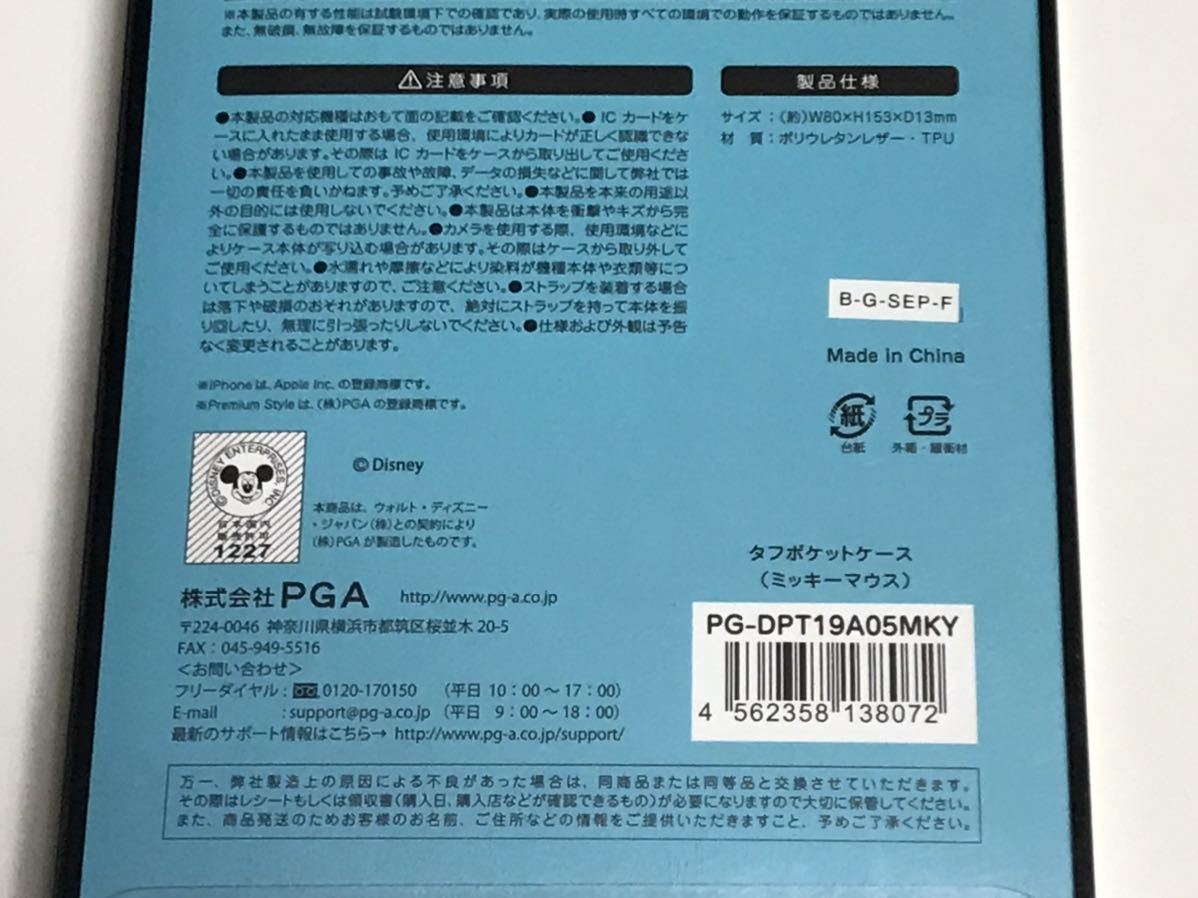 ※本製品の有する性能は試験環境下での確認であり、実際の使用時すべての環境での動作を保証するものではありません。
また、無破損、無故障を保証するものではありません。
⚠注意事項
●本製品の対応機種はおもて面の記載をご確認ください。● IC カードをケ
ースに入れたまま使用する場合、使用環境によりカードが正しく認識できな
い場合があります。その際は IC カードをケースから取り出してご使用くださ
い。●本製品を使用しての事故や故障、データの損失などに関して弊社では
一切の責任を負いかねます。予めご了承ください。●本製品を本来の用途以
外の目的には使用しないでください。●本製品は本体を衝撃やキズから完
全に保護するものではありません。●カメラを使用する際、使用環境などに
よりケース本体が写り込む場合があります。その際はケースから取り外して
ご使用ください。●水濡れや摩擦などにより染料が機種本体や衣類等につ
いてしまうことがありますので、ご注意ください。●ストラップを装着する場合
は落下や破損のおそれがありますので、絶対にストラップを持って本体を振
り回したり、無理に引っ張ったりしないでください。●仕様および外観は予告
なく変更されることがあります。
※iPhone は、Apple Inc. の登録商標です。
※Premium Style は、(株)PGA の登録商標です。
製品仕様
サイズ：(約)W80×H153×D13mm
材 質：ポリウレタンレザー・TPU
B-G-SEP-F
Made in China
紙
プラ
台紙
外箱・緩衝材
©DISNEY ENTERPRISES, INC.
日本国内
販売許可
1227
©Disney
本商品は、ウォルト・ディズニー
・ジャパン(株)との契約により
(株)PGA が製造したものです。
株式会社 PGA http://www.pg-a.co.jp
〒224-0046 神奈川県横浜市都筑区桜並木 20-5
FAX : 045-949-5516
＜お問い合わせ＞
フリーダイヤル : 0120-170150 （平日 10：00～17：00）
E-mail : support@pg-a.co.jp （平日 9：00～18：00）
最新のサポート情報はこちら→ http://www.pg-a.co.jp/support/
タフポケットケース
（ミッキーマウス）
PG-DPT19A05MKY
4 562358 138072
万一、弊社製造上の原因による不良があった場合は、同商品または同等品と交換させていただきます。
その際はレシートもしくは領収書(購入日、購入店などが確認できるもの)が必要になりますので大切に保管してください。
また、商品発送のためお客様のお名前、ご住所などの情報をご提供いただきますこと、予めご了承ください。